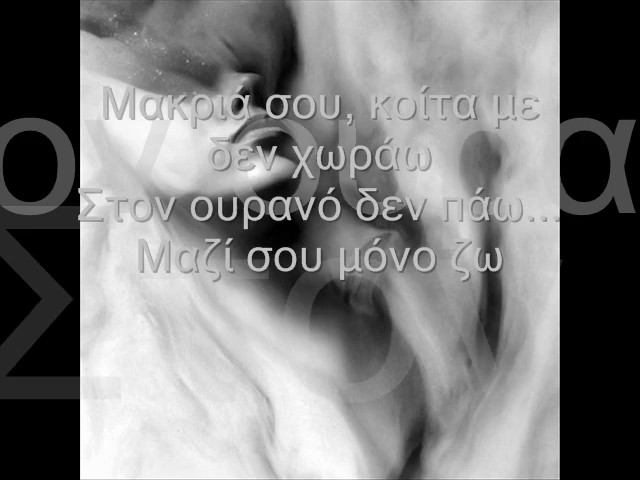 Μακριά σου, κοίτα με
δεν χωράω
Στον ουρανό δεν πάω...
Μαζί σου μόνο ζω